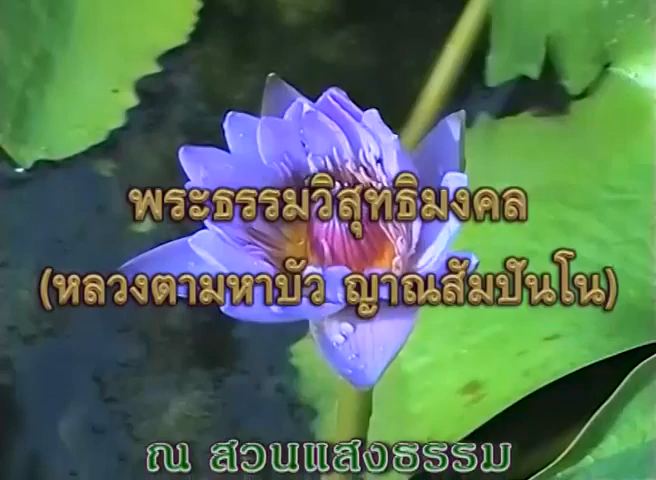 พระธรรมวิสุทธิมงคล
(หลวงตามหาบัว ญาณสัมปันโน)
ณ สวนแสงธรรม